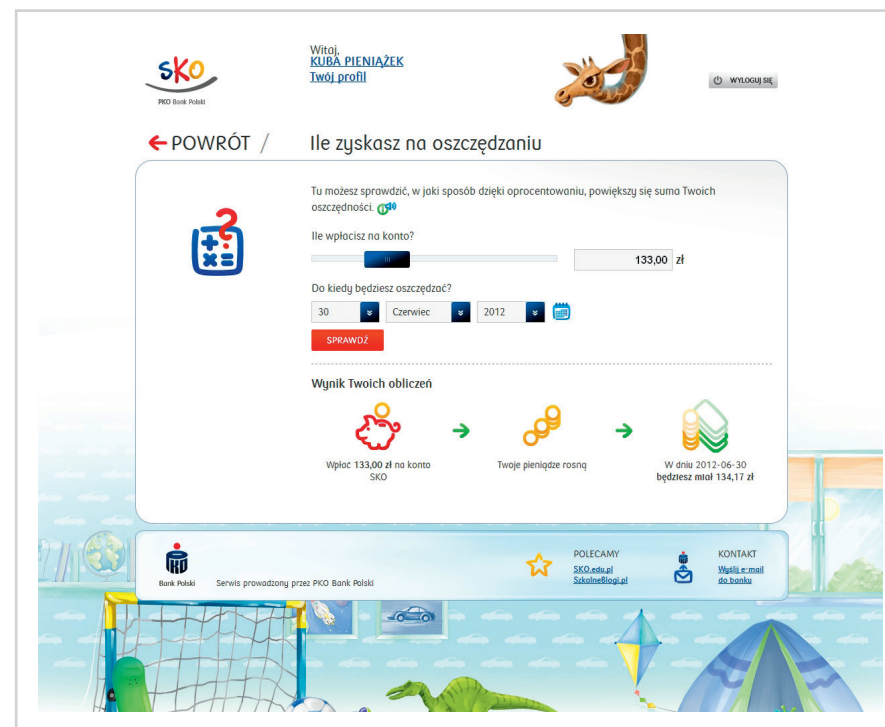 sko
PKO Bank Polski
Witaj,
KUBA PIENIĄŻEK
Twój profil
WYLOGUJ SIĘ
POWRÓT /
Ile zyskasz na oszczędzaniu
Tu możesz sprawdzić, w jaki sposób dzięki oprocentowaniu, powiększy się suma Twoich
oszczędności.
Ile wpłacisz na konto?
133,00 zł
Do kiedy będziesz oszczędzać?
30 Czerwiec 2012
SPRAWDŹ
Wynik Twoich obliczeń
Wpłać 133,00 zł na konto
SKO
Twoje pieniądze rosną
W dniu 2012-06-30
będziesz miał 134,17 zł
Bank Polski
Serwis prowadzony przez PKO Bank Polski
POLECAMY
SKO.edu.pl
SzkolneBlogi.pl
KONTAKT
Wyślij e-mail
do banku